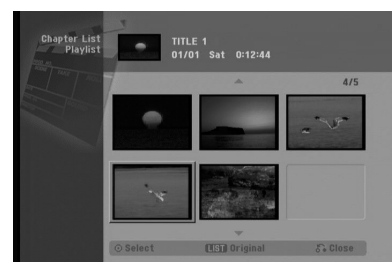 Chapter List
Playlist
TITLE 1
01/01 Sat 0:12:44
4/5
Select
LIST Original
Close